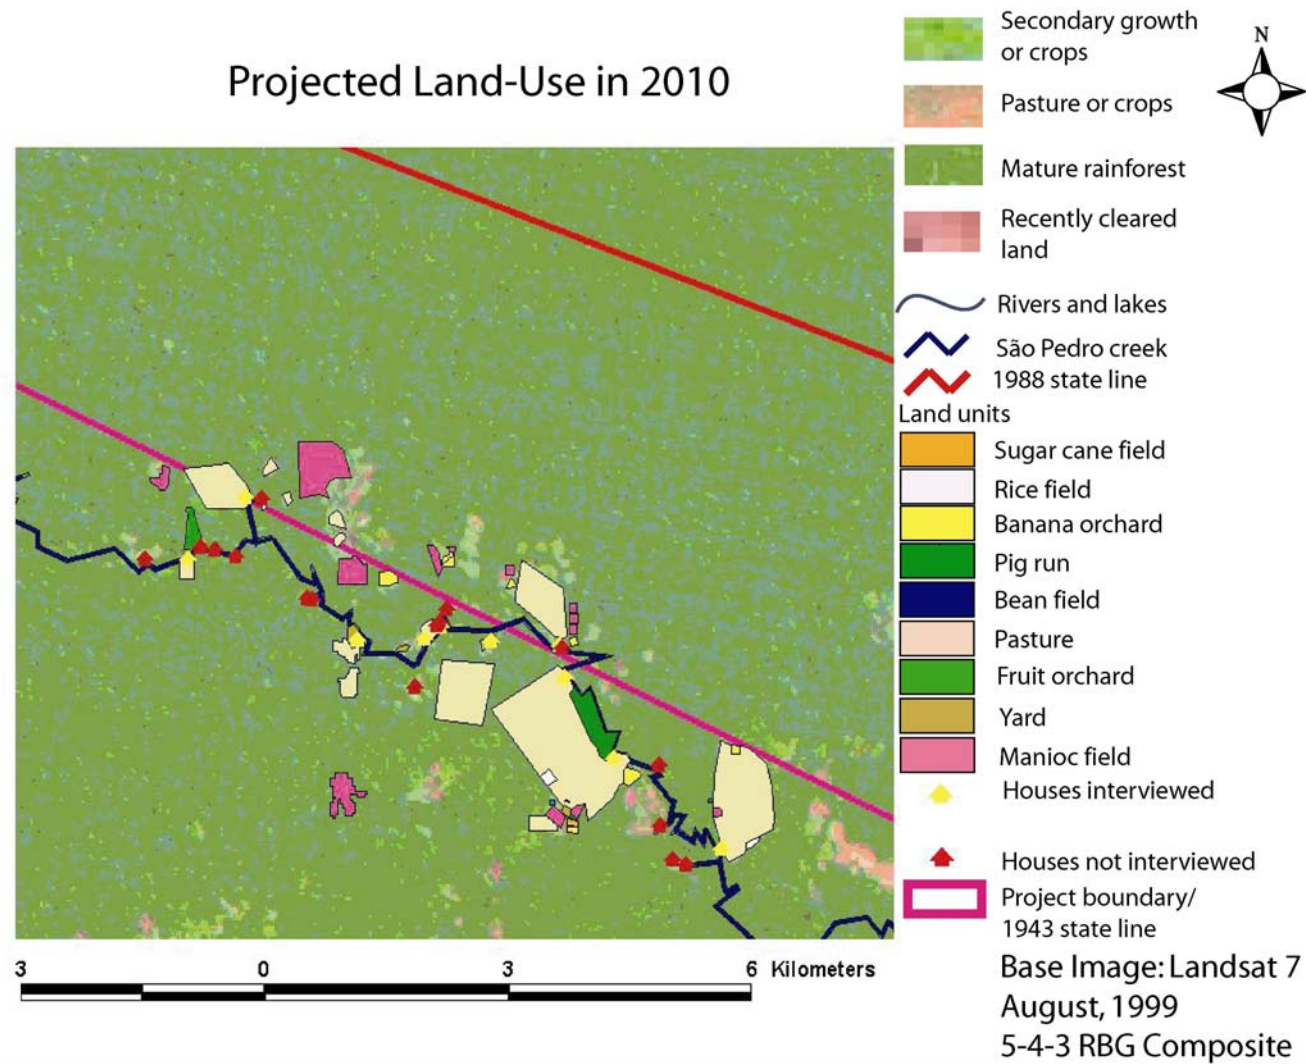 Projected Land-Use in 2010
Secondary growth
or crops
N
Pasture or crops
Mature rainforest
Recently cleared
land
Rivers and lakes
São Pedro creek
1988 state line
Land units
Sugar cane field
Rice field
Banana orchard
Pig run
Bean field
Pasture
Fruit orchard
Yard
Manioc field
Houses interviewed
Houses not interviewed
Project boundary/
1943 state line
3 0 3 6 Kilometers
Base Image: Landsat 7
August, 1999
5-4-3 RBG Composite